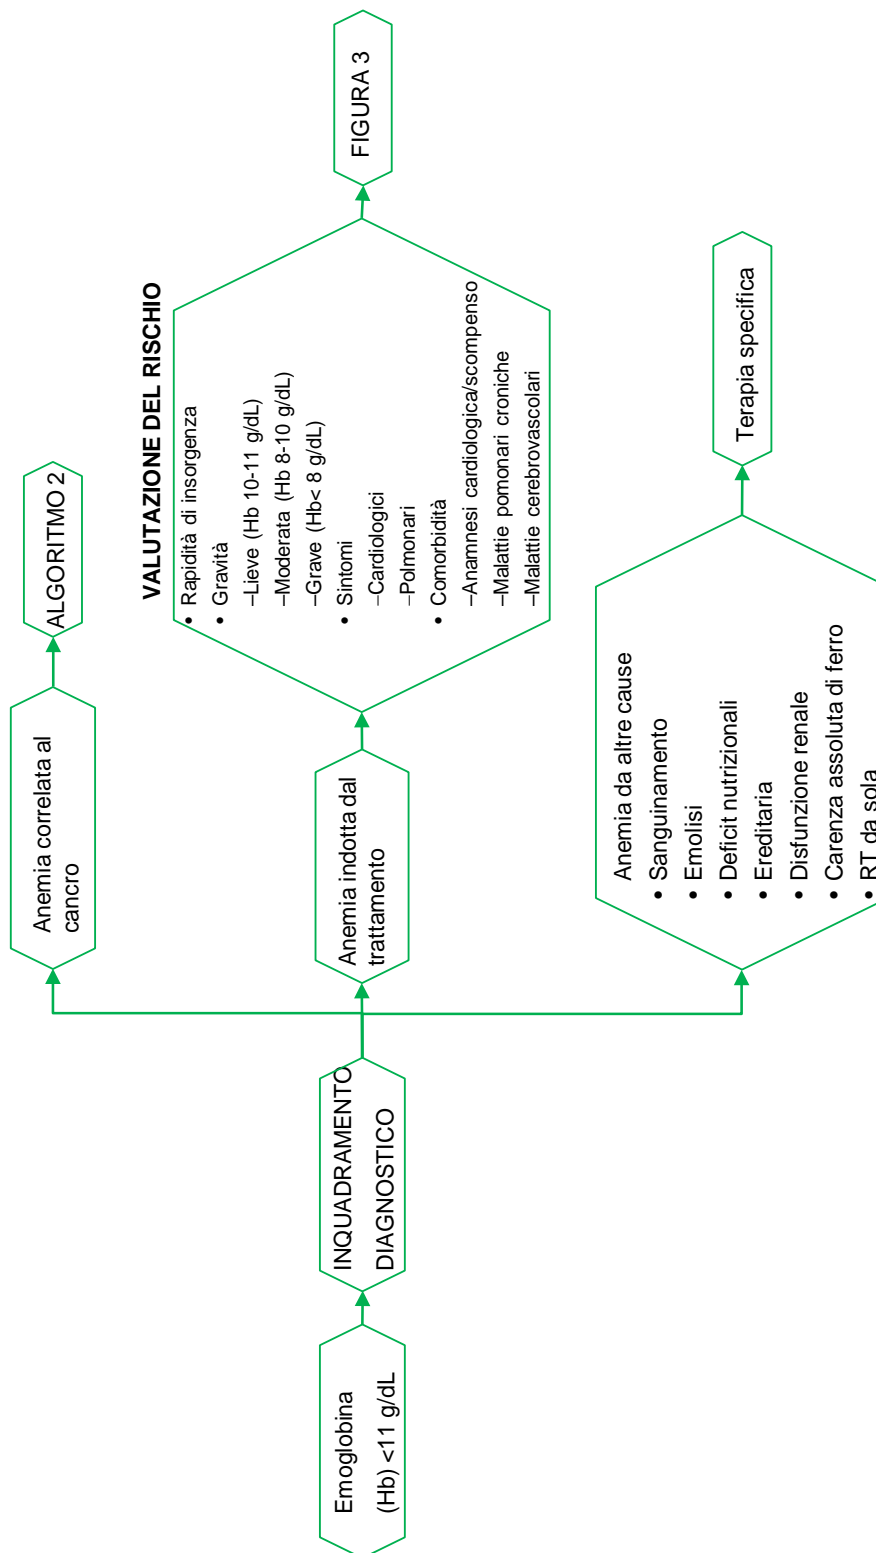 Emoglobina
(Hb) <11 g/dL
INQUADRAMENTO
DIAGNOSTICO
Anemia correlata al
cancro
ALGORITMO 2
Anemia indotta dal
trattamento
VALUTAZIONE DEL RISCHIO
• Rapidità di insorgenza
• Gravità
–Lieve (Hb 10-11 g/dL)
–Moderata (Hb 8-10 g/dL)
–Grave (Hb< 8 g/dL)
• Sintomi
–Cardiologici
–Polmonari
• Comorbidità
–Anamnesi cardiologica/scompenso
–Malattie pomonari croniche
–Malattie cerebrovascolari
FIGURA 3
Anemia da altre cause
• Sanguinamento
• Emolisi
• Deficit nutrizionali
• Ereditaria
• Disfunzione renale
• Carenza assoluta di ferro
• RT da sola
Terapia specifica